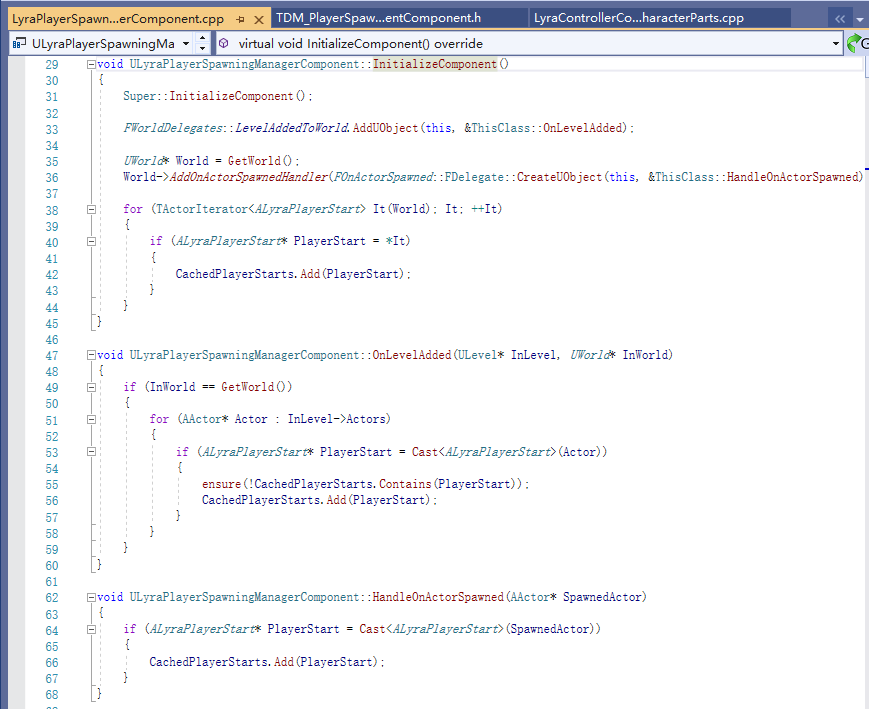 LyraPlayerSpawn...erComponent.cpp
TDM_PlayerSpaw...entComponent.h
LyraControllerCo...haracterParts.cpp
ULyraPlayerSpawningMa
virtual void InitializeComponent() override
29 void ULyraPlayerSpawningManagerComponent::InitializeComponent()
30 {
31 Super::InitializeComponent();
32
33 FWorldDelegates::LevelAddedToWorld.AddUObject(this, &ThisClass::OnLevelAdded);
34
35 UWorld* World = GetWorld();
36 World->AddOnActorSpawnedHandler(FOnActorSpawned::FDelegate::CreateUObject(this, &ThisClass::HandleOnActorSpawned)
37
38 for (TActorIterator<ALyraPlayerStart> It(World); It; ++It)
39 {
40 if (ALyraPlayerStart* PlayerStart = *It)
41 {
42 CachedPlayerStarts.Add(PlayerStart);
43 }
44 }
45 }
46
47 void ULyraPlayerSpawningManagerComponent::OnLevelAdded(ULevel* InLevel, UWorld* InWorld)
48 {
49 if (InWorld == GetWorld())
50 {
51 for (AActor* Actor : InLevel->Actors)
52 {
53 if (ALyraPlayerStart* PlayerStart = Cast<ALyraPlayerStart>(Actor))
54 {
55 ensure(!CachedPlayerStarts.Contains(PlayerStart));
56 CachedPlayerStarts.Add(PlayerStart);
57 }
58 }
59 }
60 }
61
62 void ULyraPlayerSpawningManagerComponent::HandleOnActorSpawned(AActor* SpawnedActor)
63 {
64 if (ALyraPlayerStart* PlayerStart = Cast<ALyraPlayerStart>(SpawnedActor))
65 {
66 CachedPlayerStarts.Add(PlayerStart);
67 }
68 }